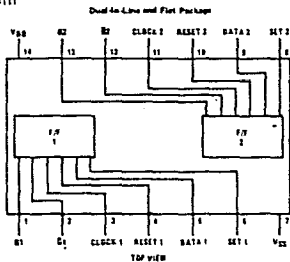 Dual-In-Line and Flat Package
VDD Q2 Q̅2 CLOCK 2 RESET 2 DATA 2 SET 2
14 13 12 11 10 9 8
F/F
1
F/F
2
1 2 3 4 5 6 7
Q1 Q̅1 CLOCK 1 RESET 1 DATA 1 SET 1 VSS
TOP VIEW